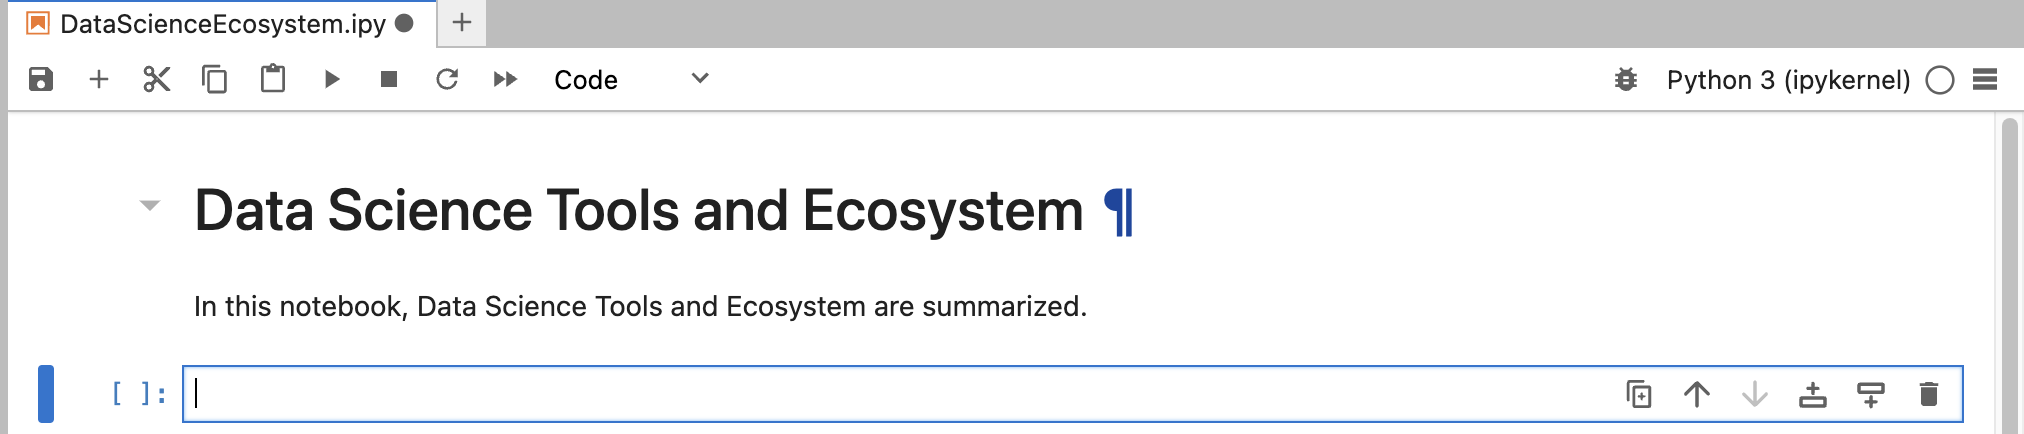 DataScienceEcosystem.ipy
Code
Python 3 (ipykernel)
Data Science Tools and Ecosystem ¶
In this notebook, Data Science Tools and Ecosystem are summarized.
[ ]: